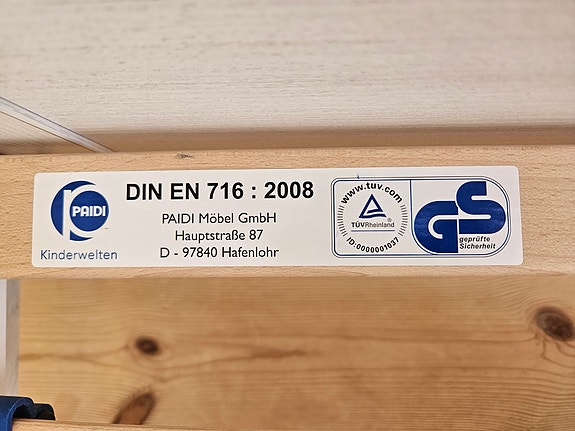 PAIDI
Kinderwelten
DIN EN 716 : 2008
PAIDI Möbel GmbH
Hauptstraße 87
D - 97840 Hafenlohr
www.tuv.com
TÜVRheinland
ID:0000001037
GS
geprüfte
Sicherheit